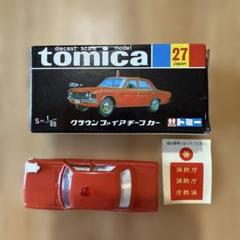 diecast scale model
tomica
27
Japan
S=1/65
クラウン ファイアチーフカー
トミー
消防庁
消防庁